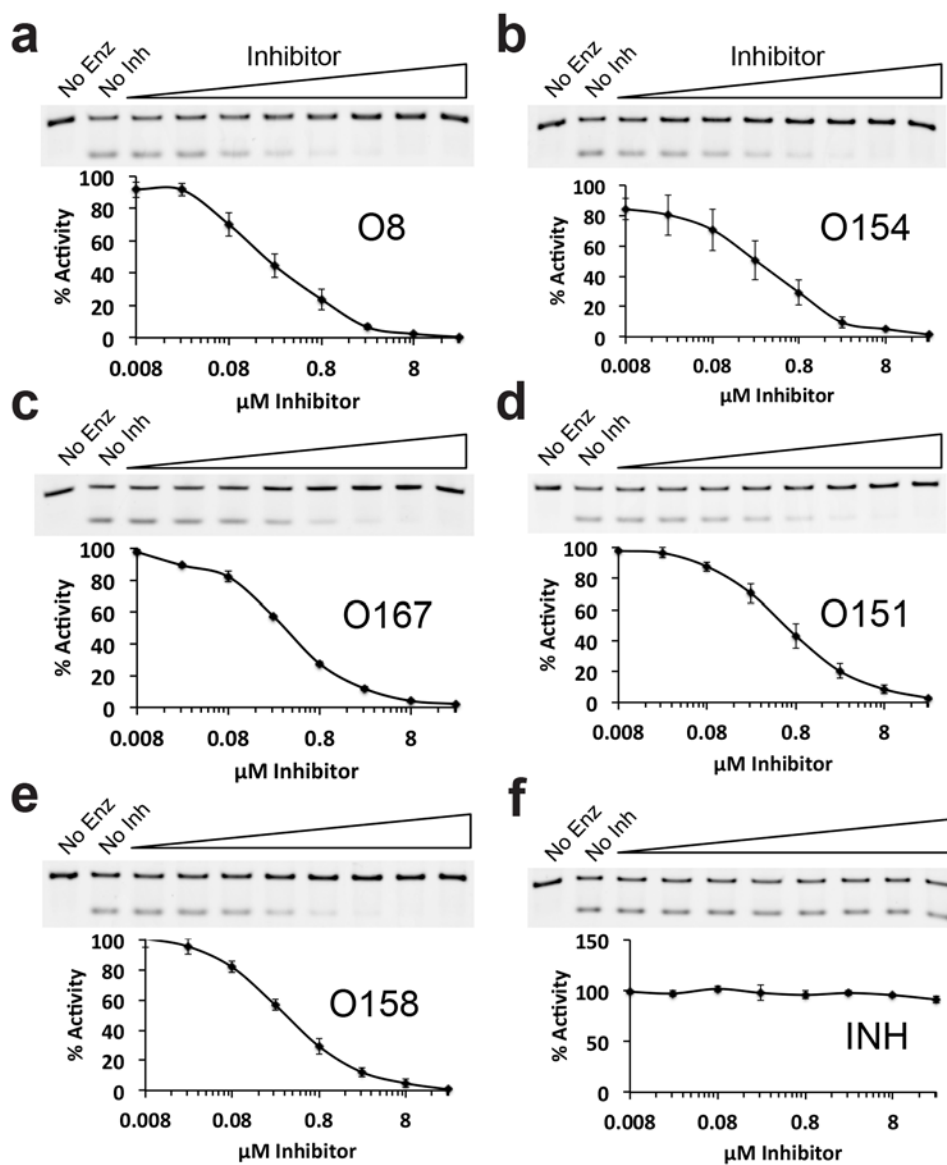 a
No Enz
No Inh
Inhibitor
% Activity
100
80
60
40
20
0
O8
0.008 0.08 0.8 8
µM Inhibitor
b
No Enz
No Inh
Inhibitor
% Activity
100
80
60
40
20
0
O154
0.008 0.08 0.8 8
µM Inhibitor
c
No Enz
No Inh
% Activity
100
80
60
40
20
0
O167
0.008 0.08 0.8 8
µM Inhibitor
d
No Enz
No Inh
% Activity
100
80
60
40
20
0
O151
0.008 0.08 0.8 8
µM Inhibitor
e
No Enz
No Inh
% Activity
100
80
60
40
20
0
O158
0.008 0.08 0.8 8
µM Inhibitor
f
No Enz
No Inh
% Activity
150
100
50
0
INH
0.008 0.08 0.8 8
µM Inhibitor